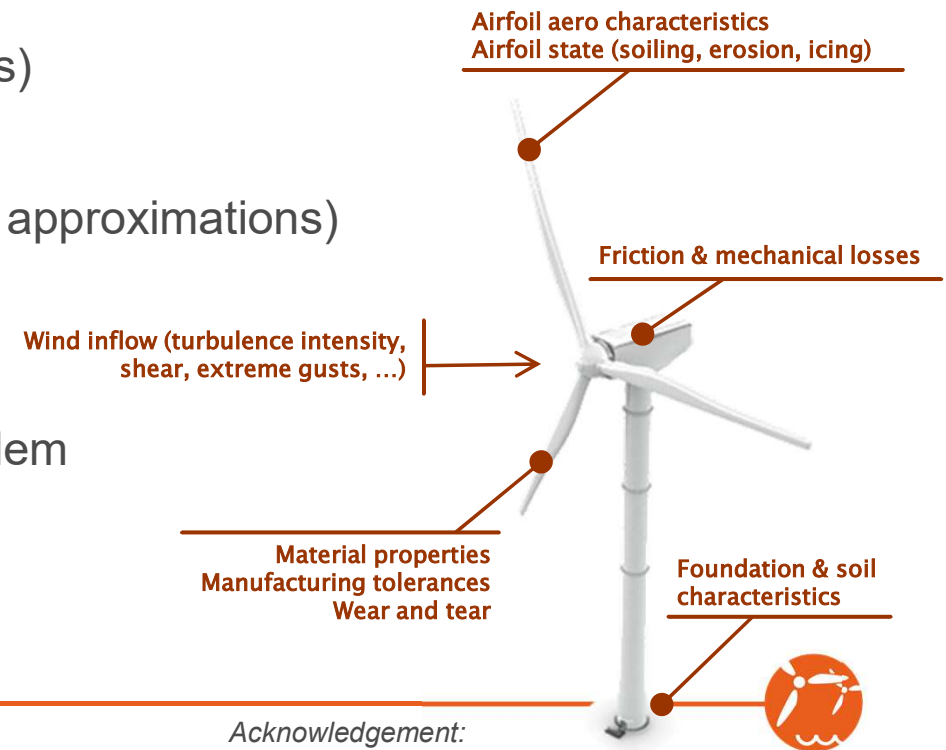 Airfoil aero characteristics
Airfoil state (soiling, erosion, icing)
s)
approximations)
Friction & mechanical losses
Wind inflow (turbulence intensity,
shear, extreme gusts, ...)
lem
Material properties
Manufacturing tolerances
Wear and tear
Foundation & soil
characteristics
Acknowledgement: